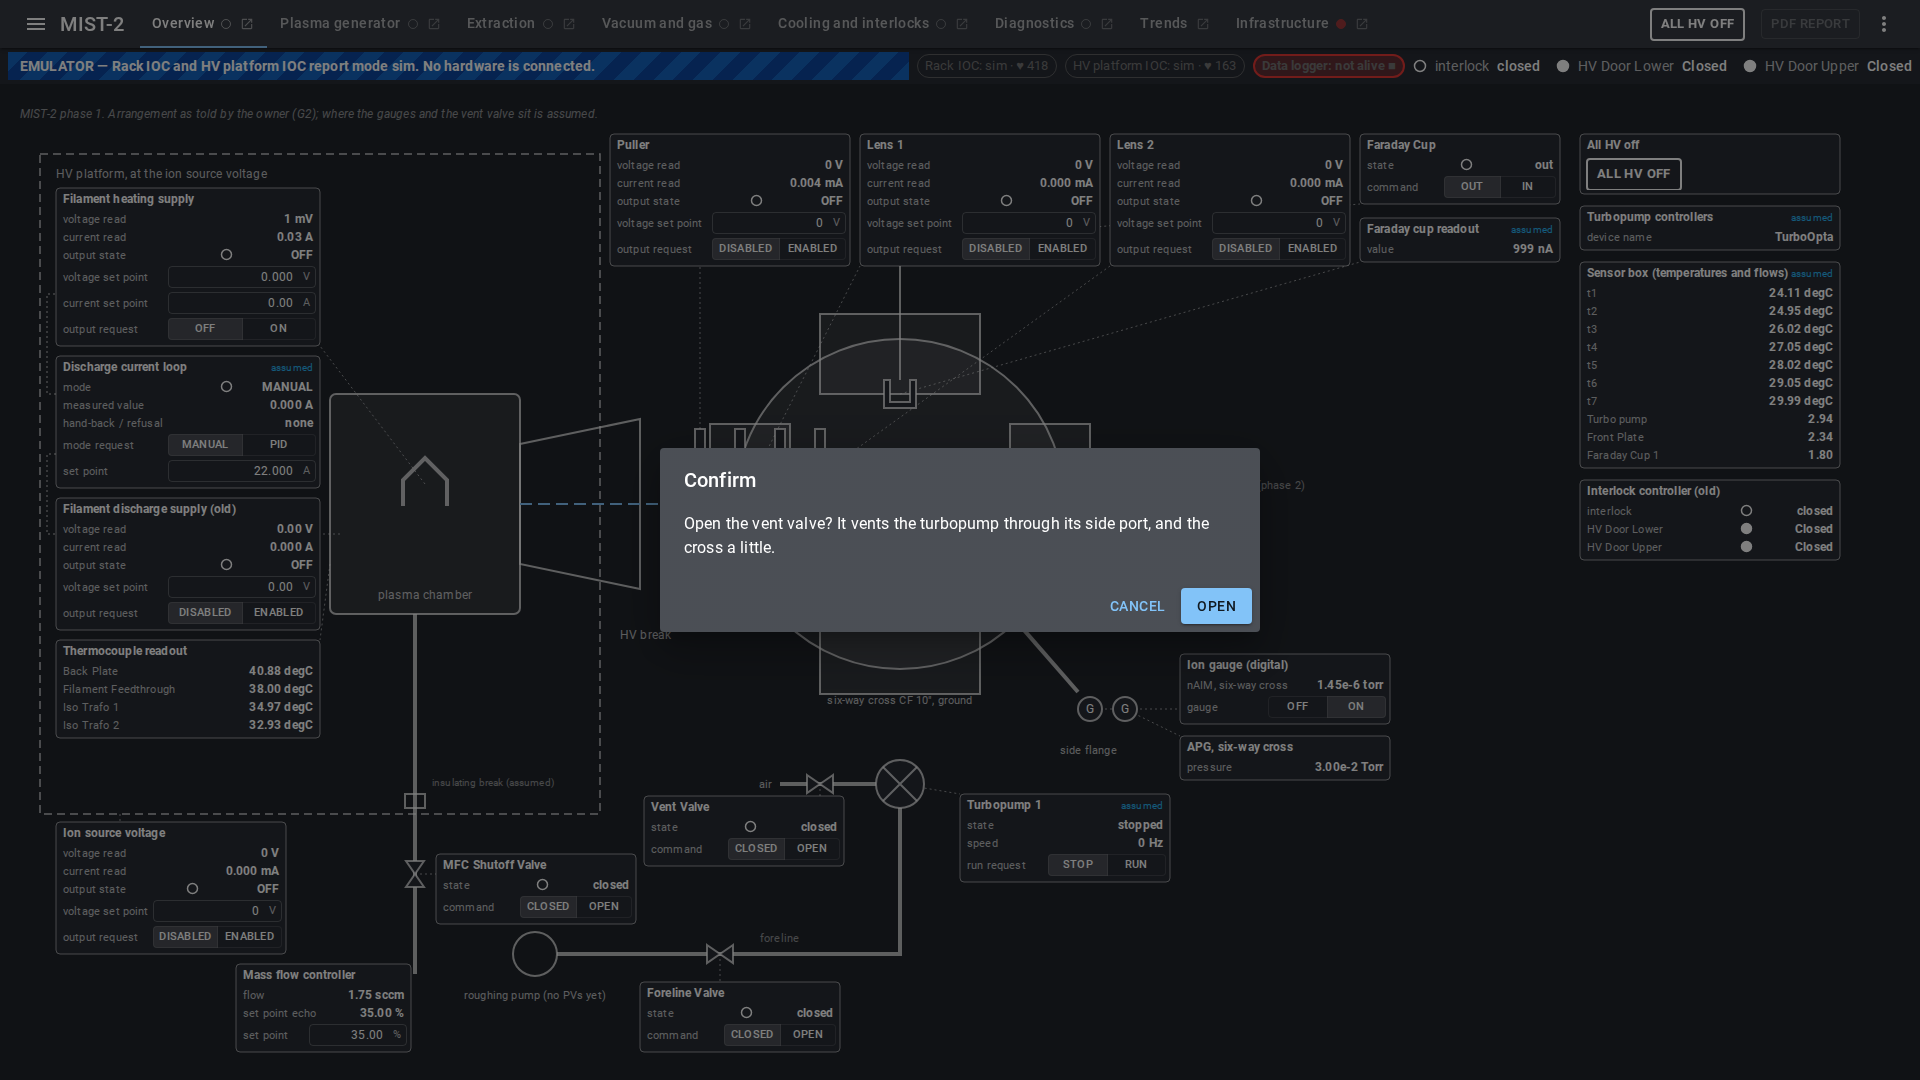 MIST-2
Overview
Plasma generator
Extraction
Vacuum and gas
Cooling and interlocks
Diagnostics
Trends
Infrastructure
ALL HV OFF
PDF REPORT
EMULATOR — Rack IOC and HV platform IOC report mode sim. No hardware is connected.
Rack IOC: sim · ♥ 418
HV platform IOC: sim · ♥ 163
Data logger: not alive ■
interlock closed
HV Door Lower Closed
HV Door Upper Closed
MIST-2 phase 1. Arrangement as told by the owner (G2); where the gauges and the vent valve sit is assumed.
HV platform, at the ion source voltage
Filament heating supply
voltage read 1 mV
current read 0.03 A
output state OFF
voltage set point 0.000 V
current set point 0.00 A
output request OFF ON
Discharge current loop assumed
mode MANUAL
measured value 0.000 A
hand-back / refusal none
mode request MANUAL PID
set point 22.000 A
Filament discharge supply (old)
voltage read 0.00 V
current read 0.000 A
output state OFF
voltage set point 0.00 V
output request DISABLED ENABLED
Thermocouple readout
Back Plate 40.88 degC
Filament Feedthrough 38.00 degC
Iso Trafo 1 34.97 degC
Iso Trafo 2 32.93 degC
plasma chamber
insulating break (assumed)
HV break
Puller
voltage read 0 V
current read 0.004 mA
output state OFF
voltage set point 0 V
output request DISABLED ENABLED
Lens 1
voltage read 0 V
current read 0.000 mA
output state OFF
voltage set point 0 V
output request DISABLED ENABLED
Lens 2
voltage read 0 V
current read 0.000 mA
output state OFF
voltage set point 0 V
output request DISABLED ENABLED
Faraday Cup
state out
command OUT IN
Faraday cup readout assumed
value 999 nA
All HV off
ALL HV OFF
Turbopump controllers assumed
device name TurboOpta
Sensor box (temperatures and flows) assumed
t1 24.11 degC
t2 24.95 degC
t3 26.02 degC
t4 27.05 degC
t5 28.02 degC
t6 29.05 degC
t7 29.99 degC
Turbo pump 2.94
Front Plate 2.34
Faraday Cup 1 1.80
Interlock controller (old)
interlock closed
HV Door Lower Closed
HV Door Upper Closed
phase 2)
Confirm
Open the vent valve? It vents the turbopump through its side port, and the
cross a little.
CANCEL
OPEN
six-way cross CF 10", ground
G G
side flange
Ion gauge (digital)
nAIM, six-way cross 1.45e-6 torr
gauge OFF ON
APG, six-way cross
pressure 3.00e-2 Torr
air
Vent Valve
state closed
command CLOSED OPEN
Turbopump 1 assumed
state stopped
speed 0 Hz
run request STOP RUN
Ion source voltage
voltage read 0 V
current read 0.000 mA
output state OFF
voltage set point 0 V
output request DISABLED ENABLED
MFC Shutoff Valve
state closed
command CLOSED OPEN
foreline
roughing pump (no PVs yet)
Mass flow controller
flow 1.75 sccm
set point echo 35.00 %
set point 35.00 %
Foreline Valve
state closed
command CLOSED OPEN